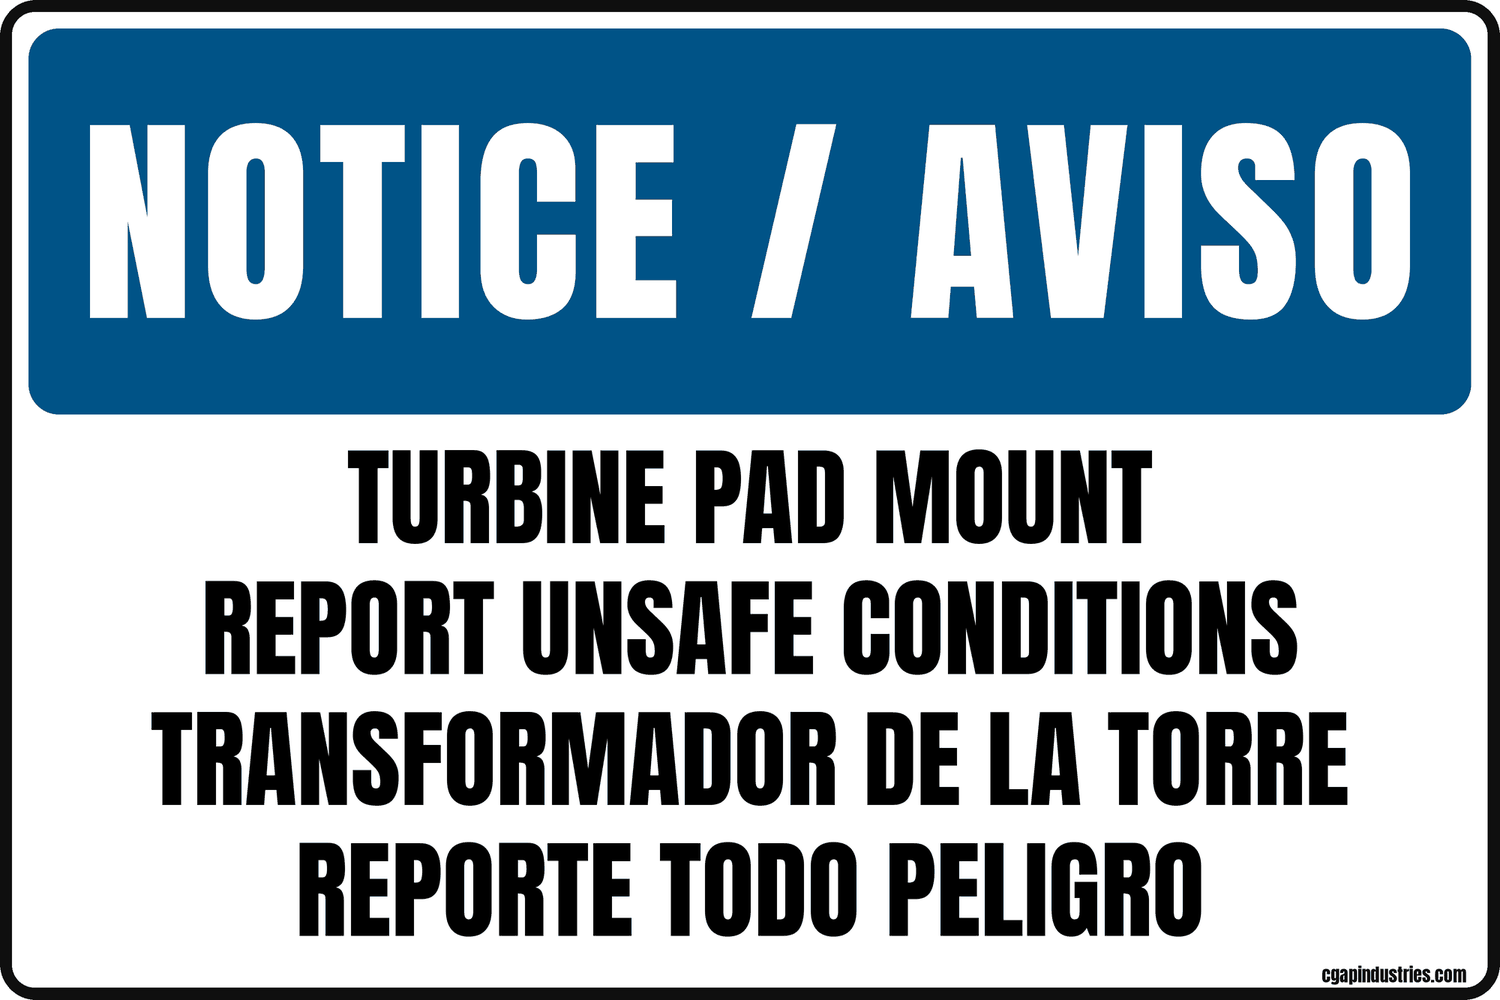 NOTICE / AVISO
TURBINE PAD MOUNT
REPORT UNSAFE CONDITIONS
TRANSFORMADOR DE LA TORRE
REPORTE TODO PELIGRO
cgapindustries.com